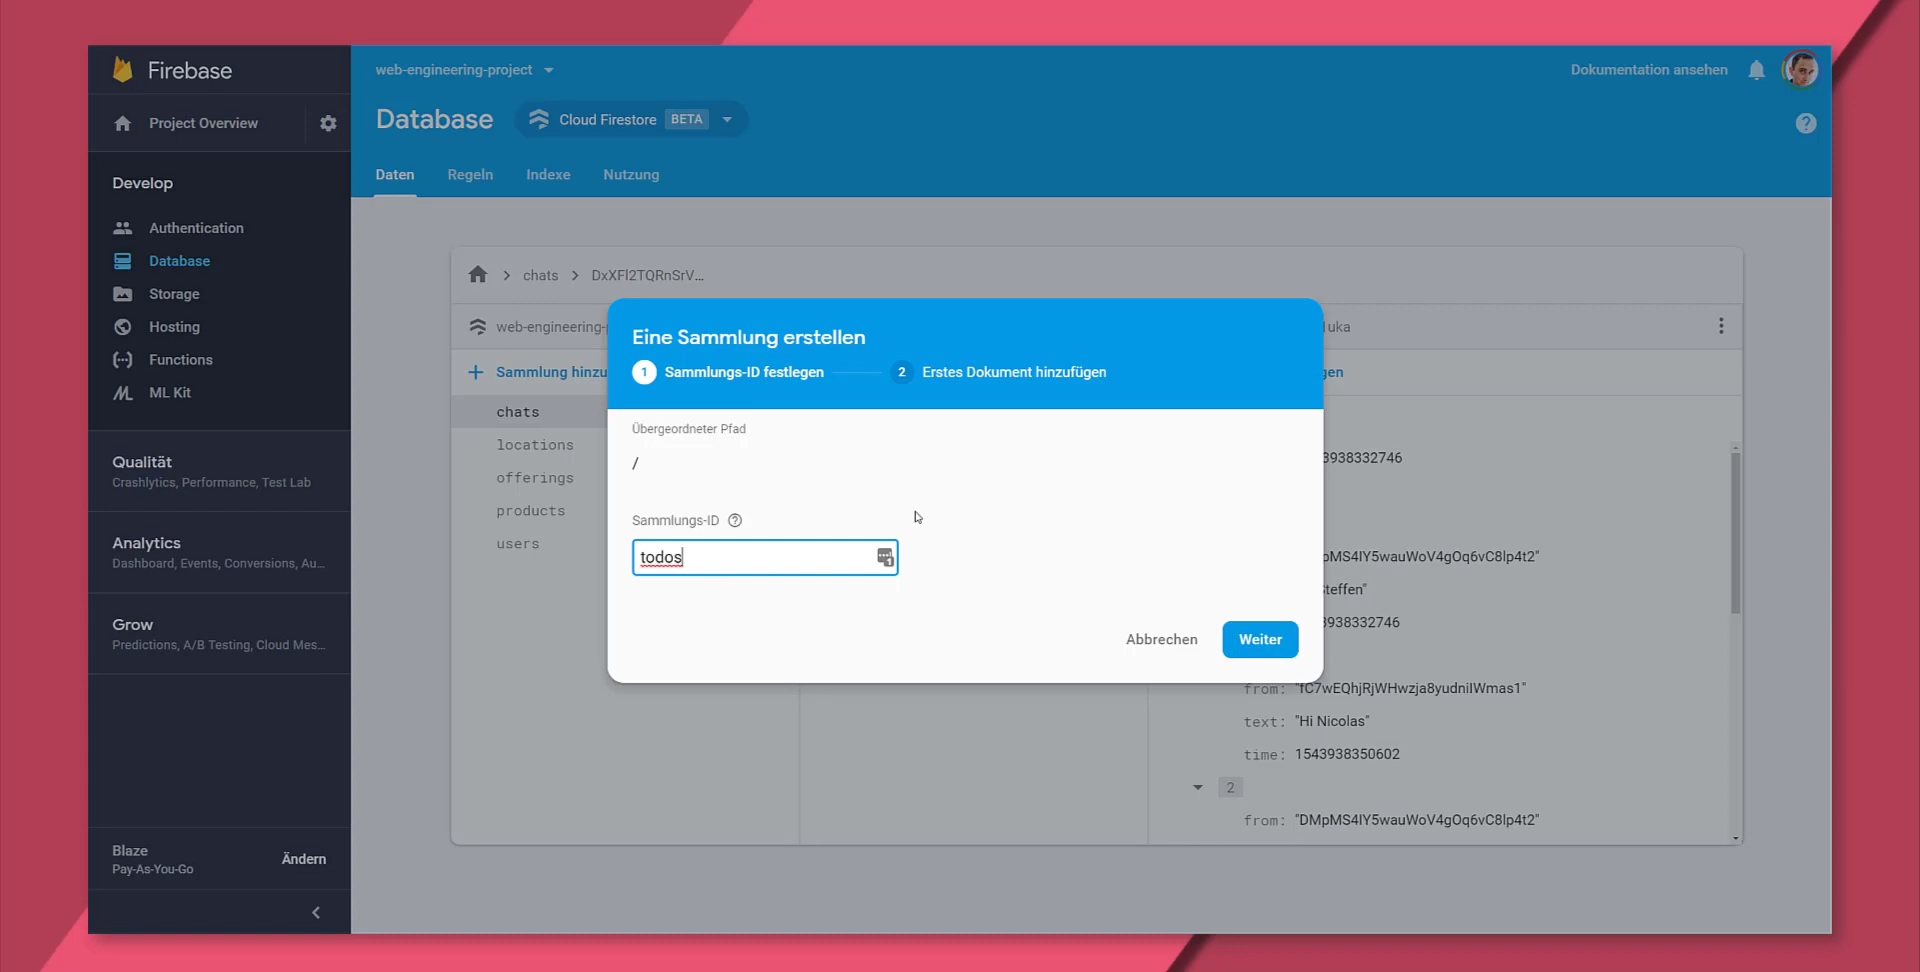 Firebase
Project Overview
Develop
Authentication
Database
Storage
Hosting
Functions
ML Kit
Qualität
Crashlytics, Performance, Test Lab
Analytics
Dashboard, Events, Conversions, Au...
Grow
Predictions, A/B Testing, Cloud Mes...
Blaze
Pay-As-You-Go
Ändern
web-engineering-project
Dokumentation ansehen
Database
Cloud Firestore BETA
Daten Regeln Indexe Nutzung
chats
DxXFl2TQRnSrV...
web-engineering-
Sammlung hinzu
chats
locations
offerings
products
users
Eine Sammlung erstellen
1 Sammlungs-ID festlegen 2 Erstes Dokument hinzufügen
Übergeordneter Pfad
/
Sammlungs-ID
todos
Abbrechen Weiter
3938332746
3938332746
from: "fC7wEQhjRjWHwzja8yudnilWmas1"
text: "Hi Nicolas"
time: 1543938350602
2
from: "DMpMS4IY5wauWoV4gOq6vC8lp4t2"